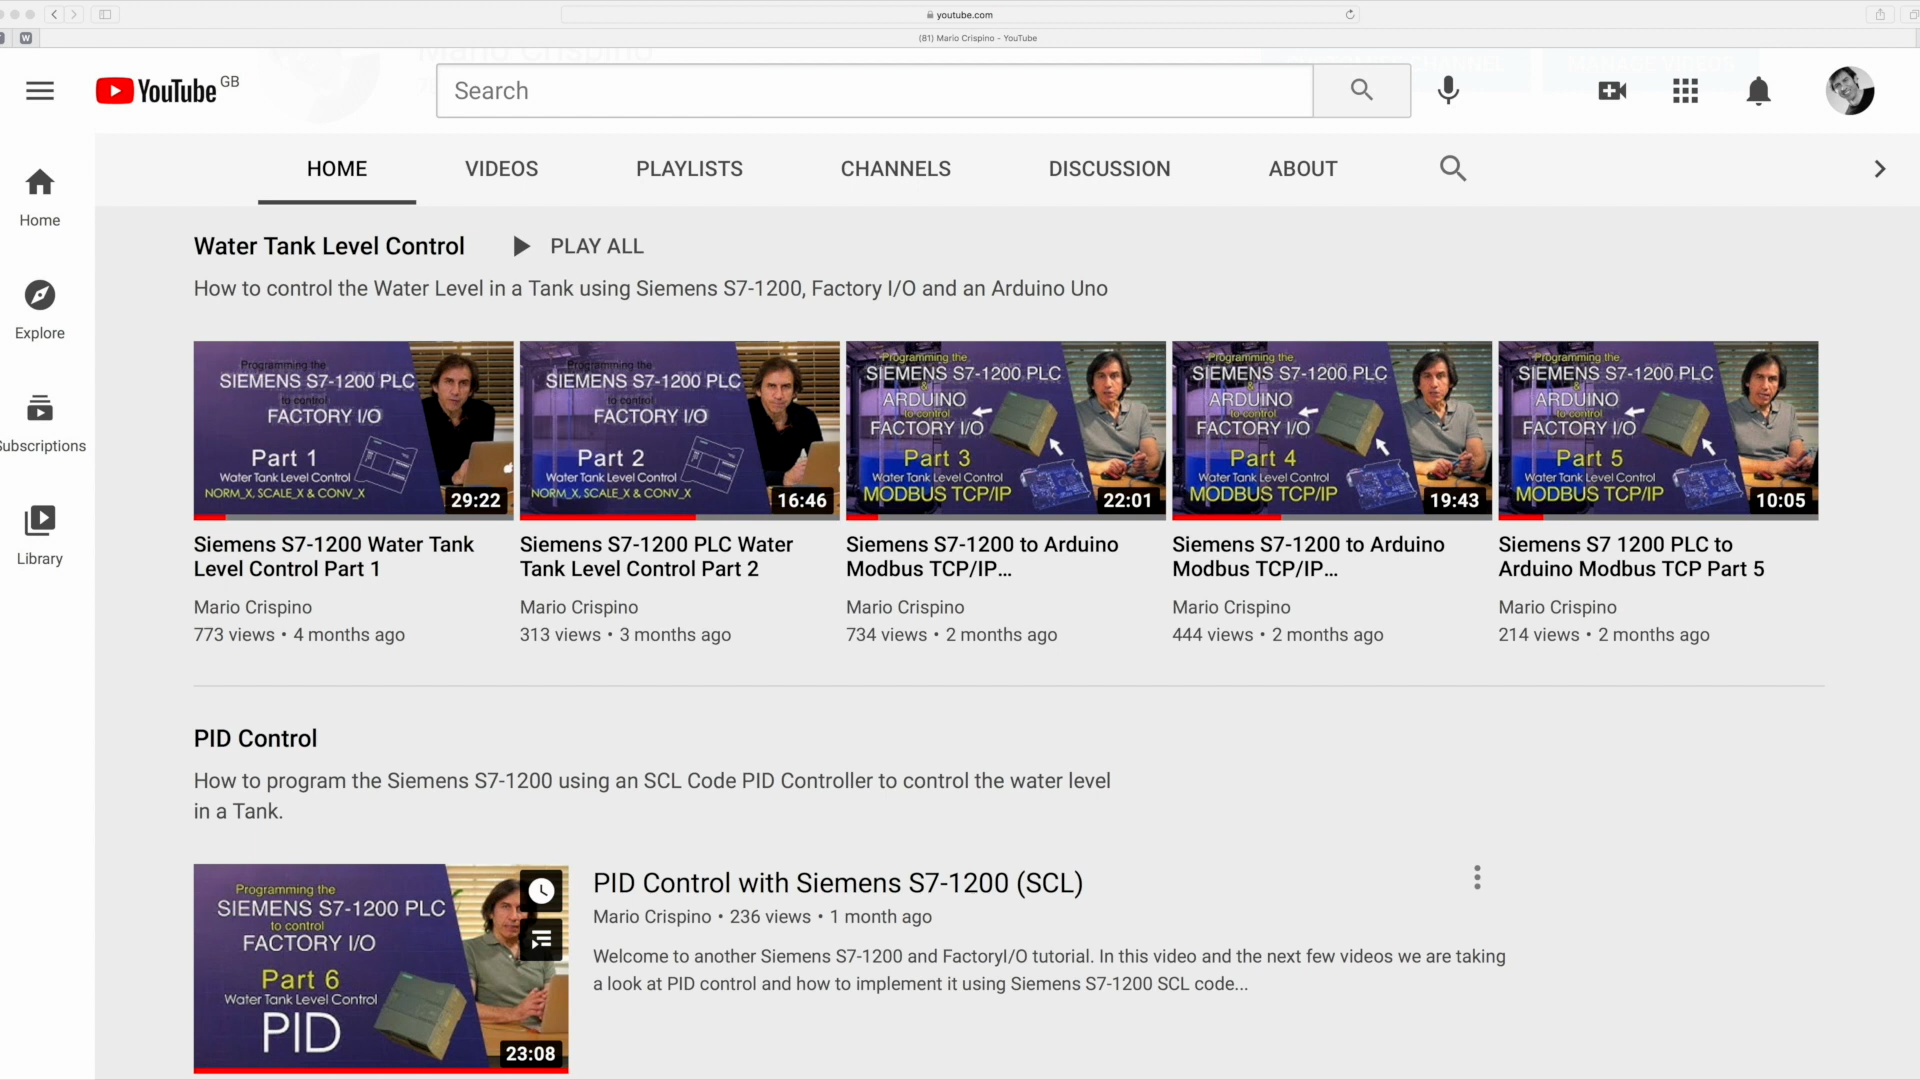 youtube.com
W
(81) Mario Crispino - YouTube
Mario Crispino
YouTube GB
Search
Home
Explore
Subscriptions
Library
HOME
VIDEOS
PLAYLISTS
CHANNELS
DISCUSSION
ABOUT
Water Tank Level Control
PLAY ALL
How to control the Water Level in a Tank using Siemens S7-1200, Factory I/O and an Arduino Uno
Programming the
SIEMENS S7-1200 PLC
to control
FACTORY I/O
Part 1
Water Tank Level Control
NORM_X, SCALE_X & CONV_X
29:22
Siemens S7-1200 Water Tank
Level Control Part 1
Mario Crispino
773 views • 4 months ago
Programming the
SIEMENS S7-1200 PLC
to control
FACTORY I/O
Part 2
Water Tank Level Control
NORM_X, SCALE_X & CONV_X
16:46
Siemens S7-1200 PLC Water
Tank Level Control Part 2
Mario Crispino
313 views • 3 months ago
Programming the
SIEMENS S7-1200 PLC
&
ARDUINO
to control
FACTORY I/O
Part 3
Water Tank Level Control
MODBUS TCP/IP
22:01
Siemens S7-1200 to Arduino
Modbus TCP/IP...
Mario Crispino
734 views • 2 months ago
Programming the
SIEMENS S7-1200 PLC
&
ARDUINO
to control
FACTORY I/O
Part 4
Water Tank Level Control
MODBUS TCP/IP
19:43
Siemens S7-1200 to Arduino
Modbus TCP/IP...
Mario Crispino
444 views • 2 months ago
Programming the
SIEMENS S7-1200 PLC
&
ARDUINO
to control
FACTORY I/O
Part 5
Water Tank Level Control
MODBUS TCP/IP
10:05
Siemens S7 1200 PLC to
Arduino Modbus TCP Part 5
Mario Crispino
214 views • 2 months ago
PID Control
How to program the Siemens S7-1200 using an SCL Code PID Controller to control the water level
in a Tank.
Programming the
SIEMENS S7-1200 PLC
to control
FACTORY I/O
Part 6
Water Tank Level Control
PID
23:08
PID Control with Siemens S7-1200 (SCL)
Mario Crispino • 236 views • 1 month ago
Welcome to another Siemens S7-1200 and FactoryI/O tutorial. In this video and the next few videos we are taking
a look at PID control and how to implement it using Siemens S7-1200 SCL code...